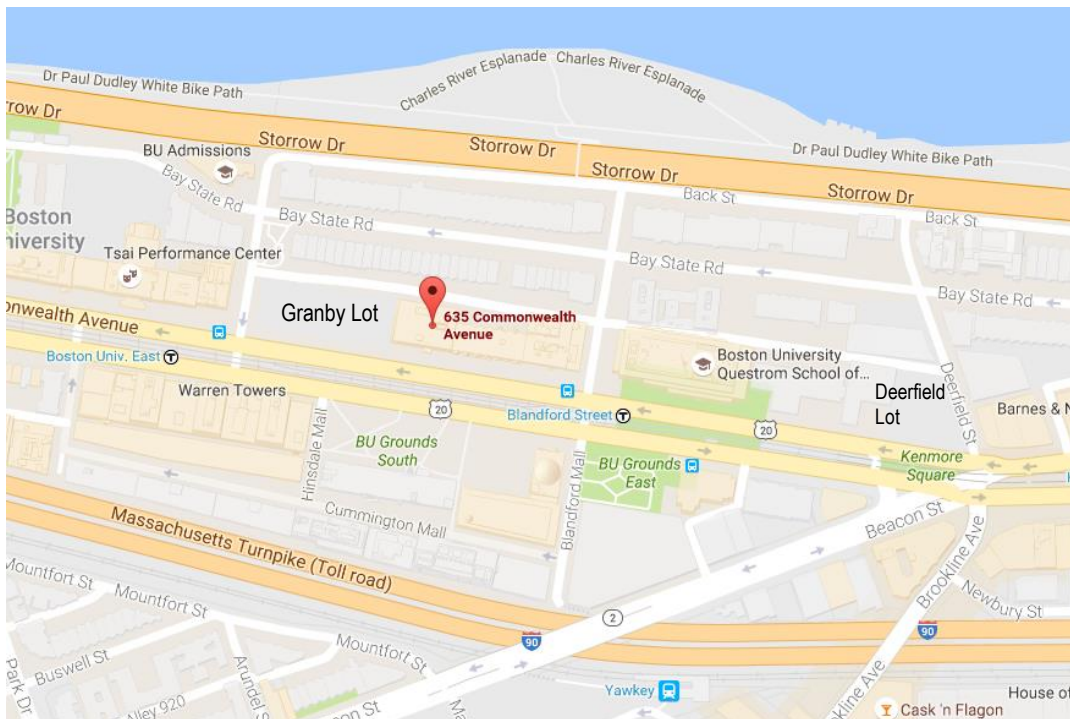 Dr Paul Dudley White Bike Path
Charles River Esplanade
Charles River Esplanade
Storrow Dr
Storrow Dr
Storrow Dr
Dr Paul Dudley White Bike Path
BU Admissions
Storrow Dr
Storrow Dr
Bay State Rd
Back St
Back St
Boston
University
Bay State Rd
Tsai Performance Center
Bay State Rd
Bay State Rd
Granby Lot
635 Commonwealth
Avenue
onwealth Avenue
Boston Univ. East
T
Boston University
Questrom School of...
Warren Towers
Deerfield
Lot
Deerfield St
Barnes & N
20
Blandford Street
T
20
BU Grounds
South
Hinsdale Mall
BU Grounds
East
Kenmore
Square
Blandford Mall
Cummington Mall
Beacon St
Massachusetts Turnpike (Toll road)
Brookline Ave
Mountfort St
Mountfort St
Newbury St
2
90
90
Mountfort St
Buswell St
Arundel St
Park Dr
Alley 920
Yawkey
House of
Cask 'n Flagon